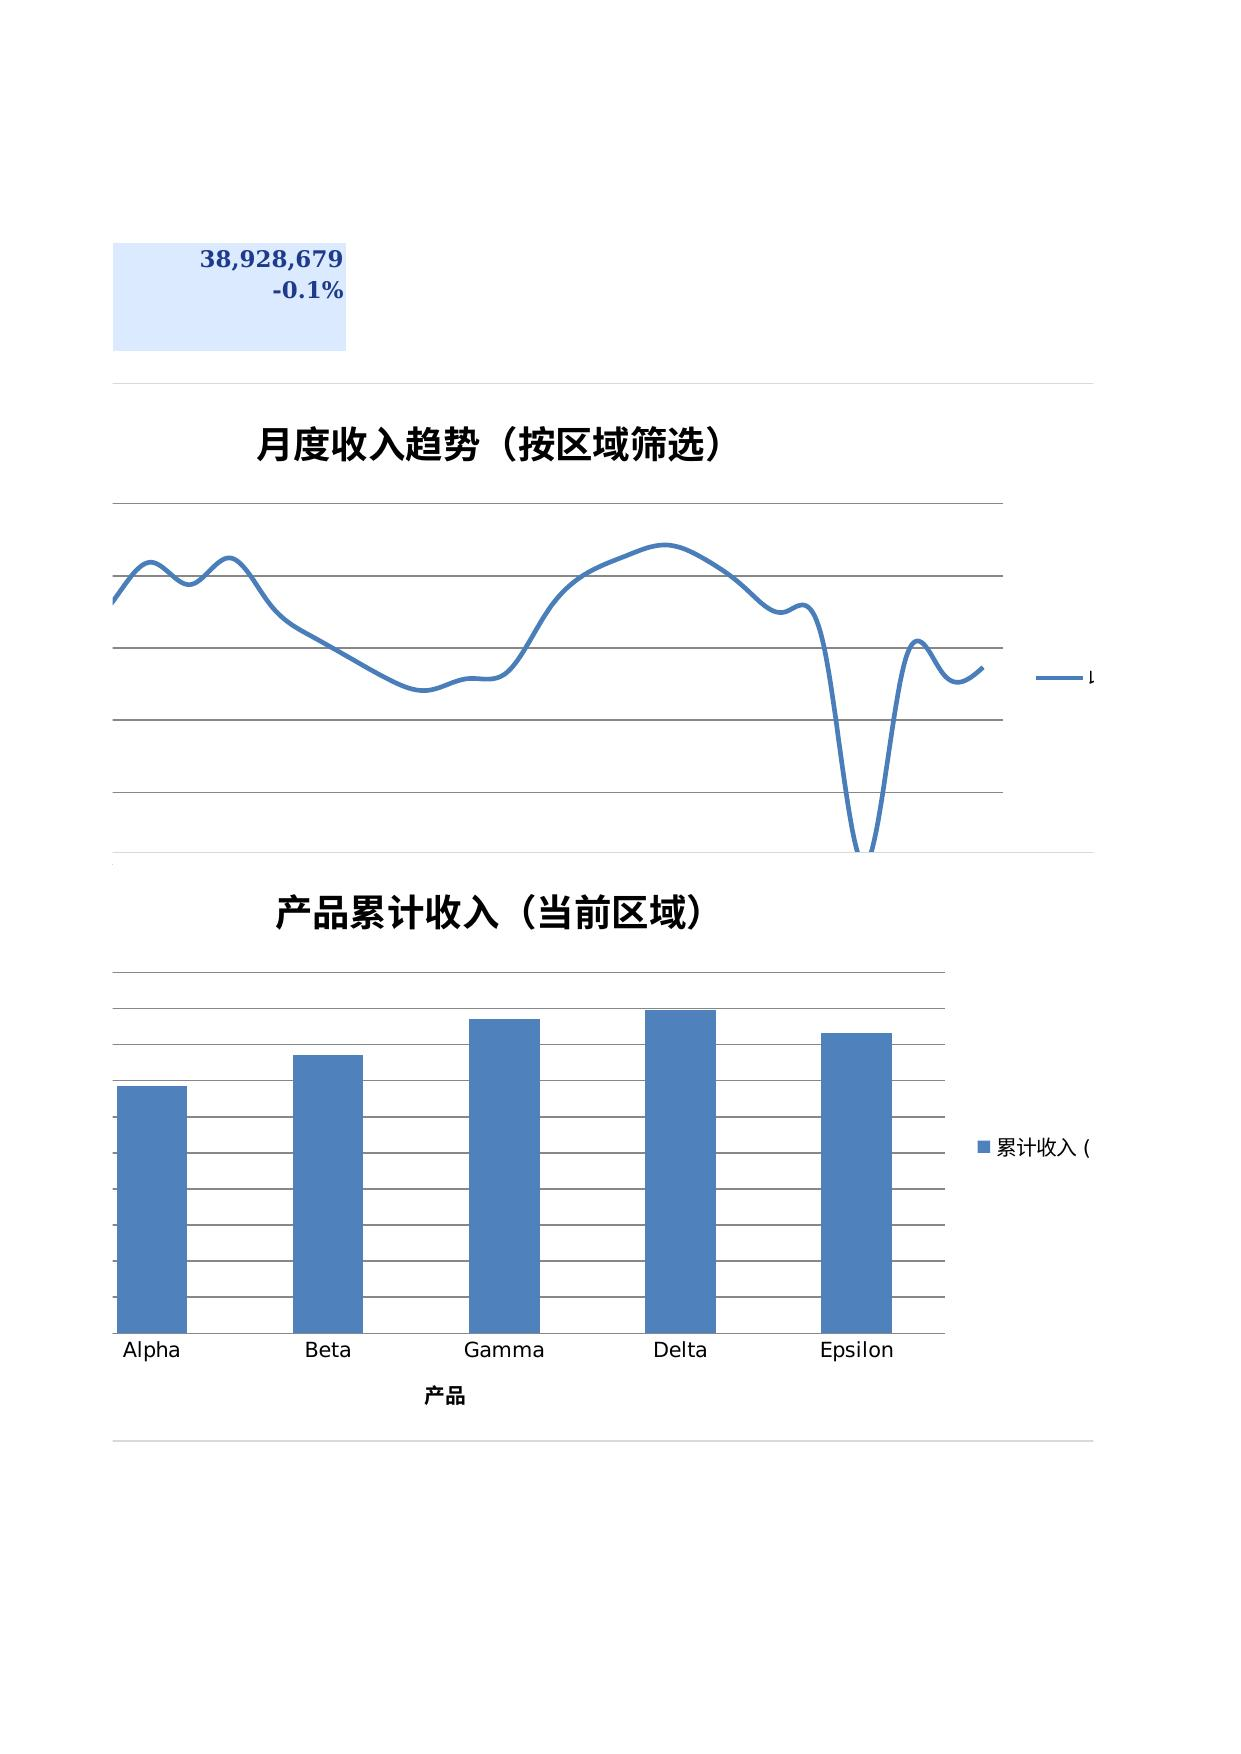 38,928,679
-0.1%
月度收入趋势（按区域筛选）
产品累计收入（当前区域）
累计收入 (
Alpha Beta Gamma Delta Epsilon
产品